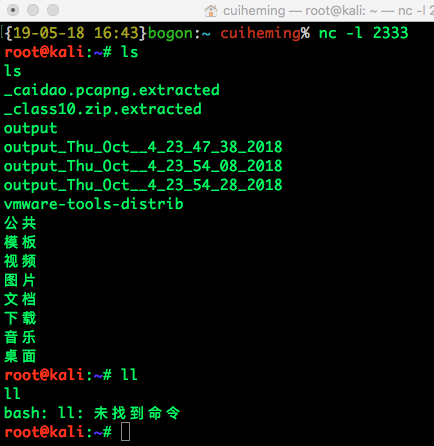 cuiheming — root@kali: ~ — nc -l 2
[{19-05-18 16:43}bogon:~ cuiheming% nc -l 2333
root@kali:~# ls
ls
_caidao.pcapng.extracted
_class10.zip.extracted
output
output_Thu_Oct__4_23_47_38_2018
output_Thu_Oct__4_23_54_08_2018
output_Thu_Oct__4_23_54_28_2018
vmware-tools-distrib
公共
模板
视频
图片
文档
下载
音乐
桌面
root@kali:~# ll
ll
bash: ll: 未找到命令
root@kali:~#